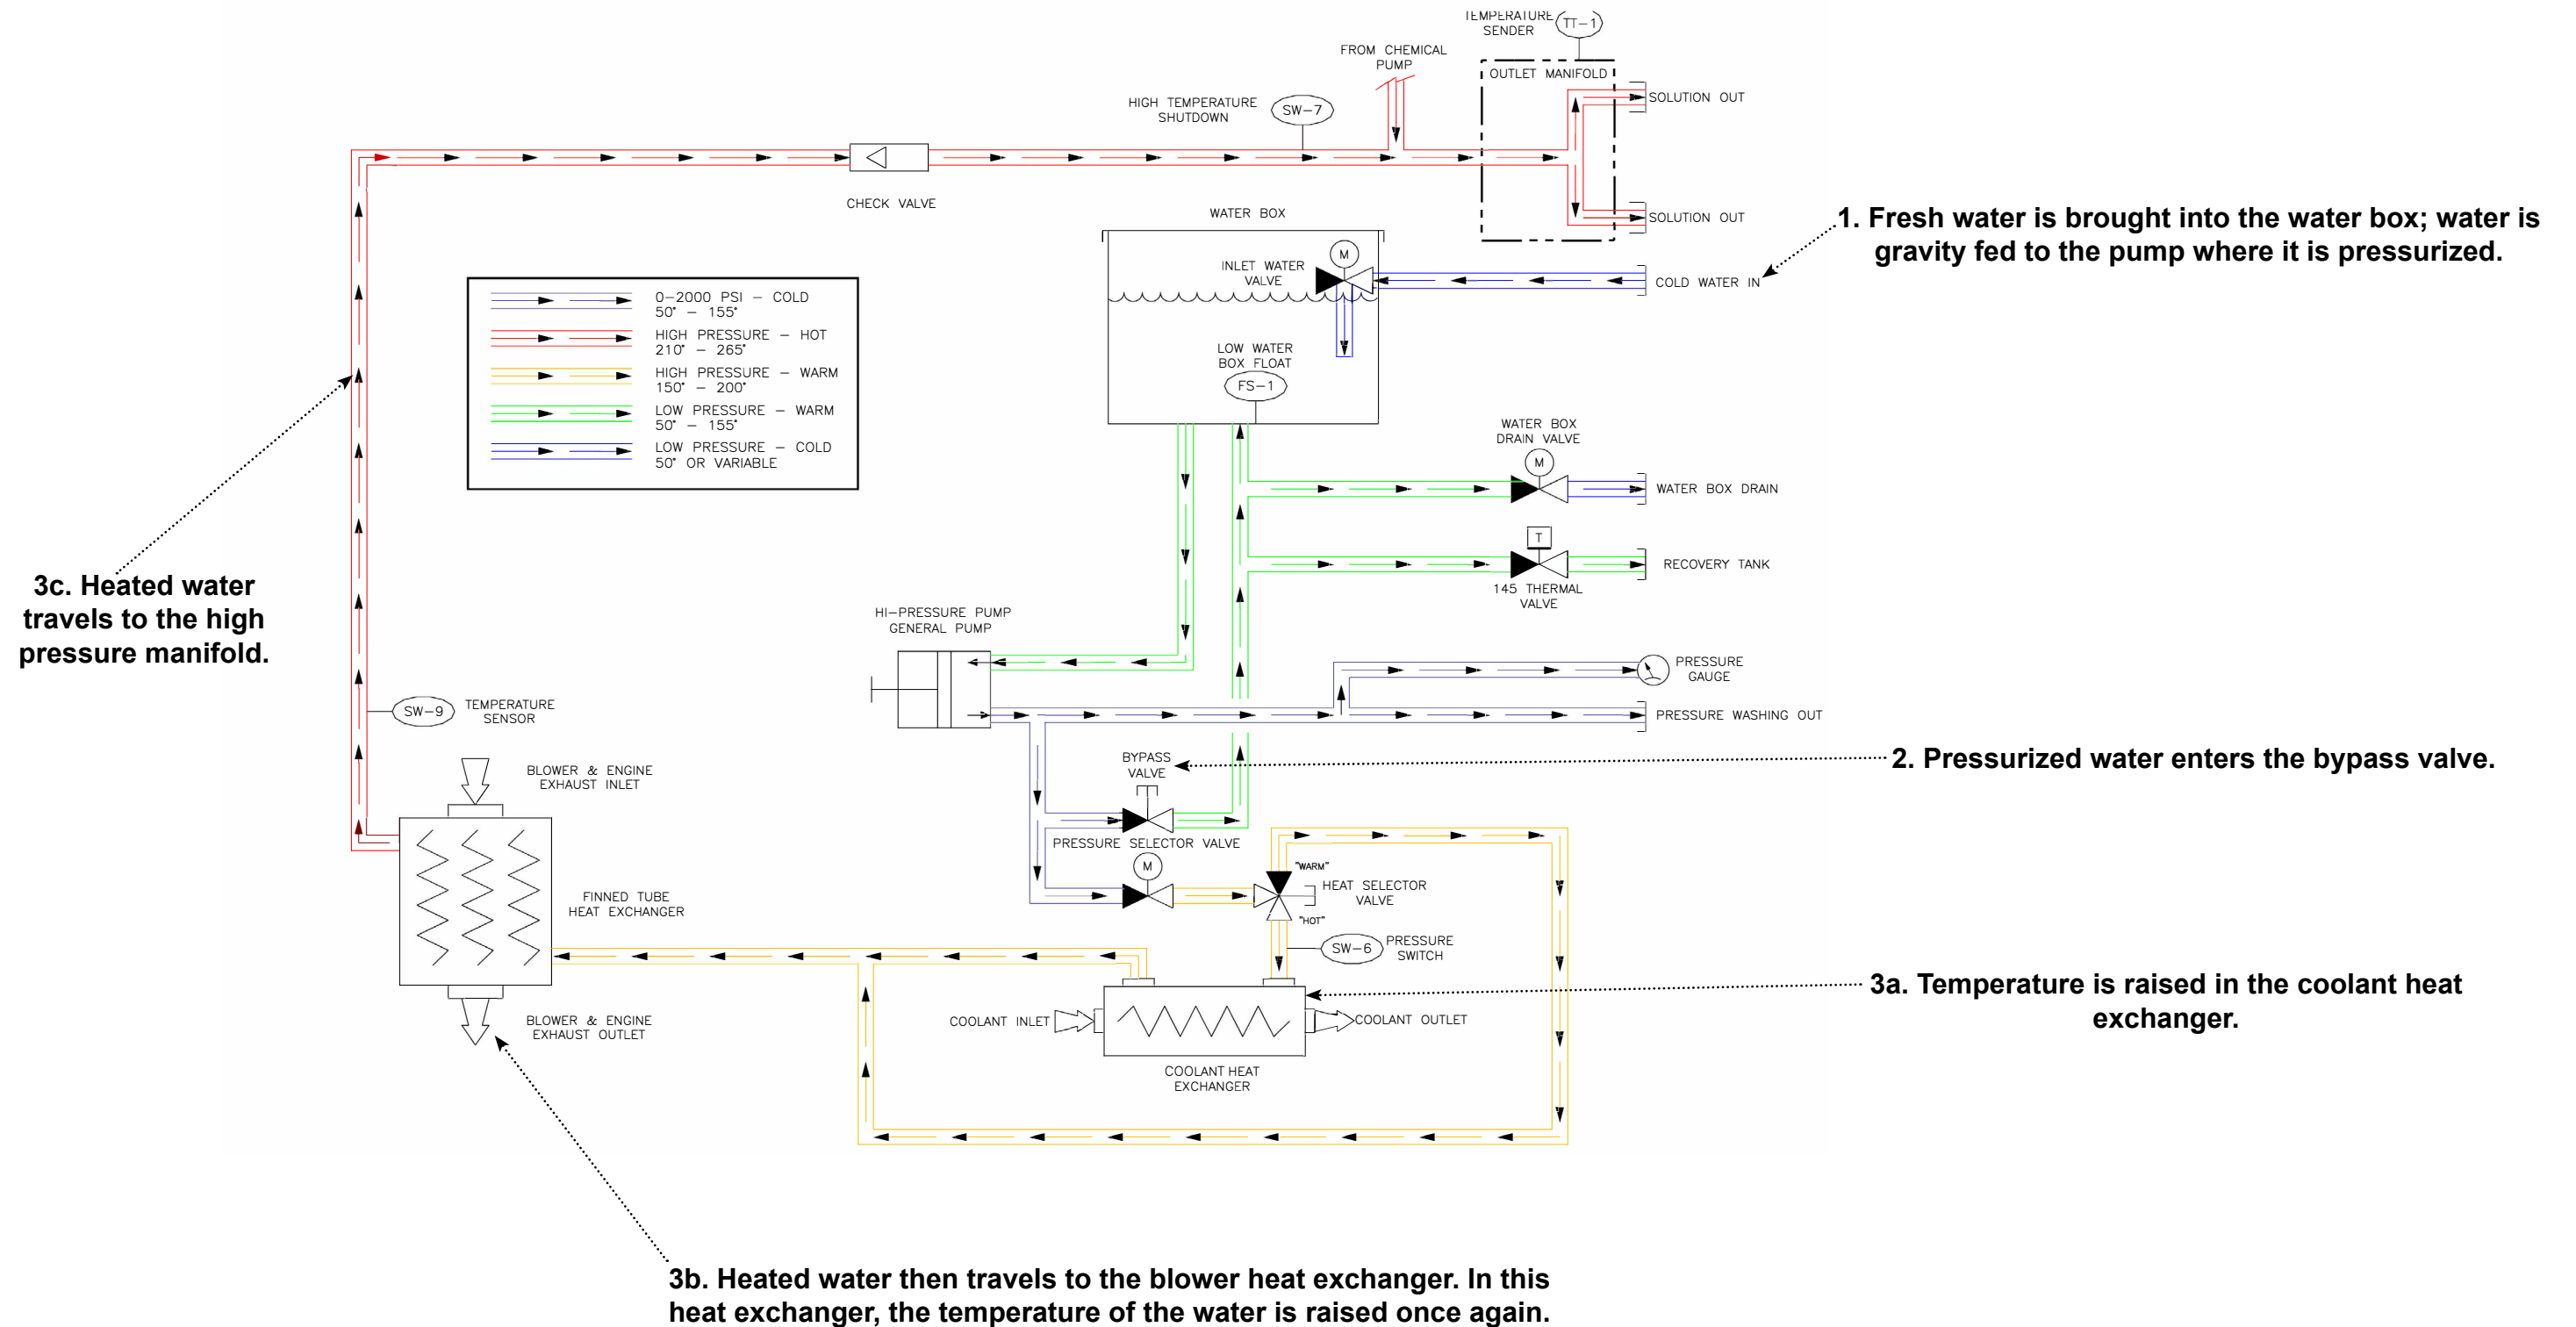 TEMPERATURE
SENDER
TT-1
FROM CHEMICAL
PUMP
OUTLET MANIFOLD
SOLUTION OUT
HIGH TEMPERATURE
SHUTDOWN
SW-7
CHECK VALVE
SOLUTION OUT
WATER BOX
1. Fresh water is brought into the water box; water is
gravity fed to the pump where it is pressurized.
M
INLET WATER
VALVE
COLD WATER IN
0-2000 PSI - COLD
50° - 155°
HIGH PRESSURE - HOT
210° - 265°
HIGH PRESSURE - WARM
150° - 200°
LOW PRESSURE - WARM
50° - 155°
LOW PRESSURE - COLD
50° OR VARIABLE
LOW WATER
BOX FLOAT
FS-1
WATER BOX
DRAIN VALVE
M
WATER BOX DRAIN
T
RECOVERY TANK
145 THERMAL
VALVE
3c. Heated water
travels to the high
pressure manifold.
HI-PRESSURE PUMP
GENERAL PUMP
PRESSURE
GAUGE
PRESSURE WASHING OUT
SW-9
TEMPERATURE
SENSOR
BYPASS
VALVE
2. Pressurized water enters the bypass valve.
BLOWER & ENGINE
EXHAUST INLET
PRESSURE SELECTOR VALVE
M
"WARM"
HEAT SELECTOR
VALVE
"HOT"
FINNED TUBE
HEAT EXCHANGER
SW-6
PRESSURE
SWITCH
3a. Temperature is raised in the coolant heat
exchanger.
BLOWER & ENGINE
EXHAUST OUTLET
COOLANT INLET
COOLANT OUTLET
COOLANT HEAT
EXCHANGER
3b. Heated water then travels to the blower heat exchanger. In this
heat exchanger, the temperature of the water is raised once again.